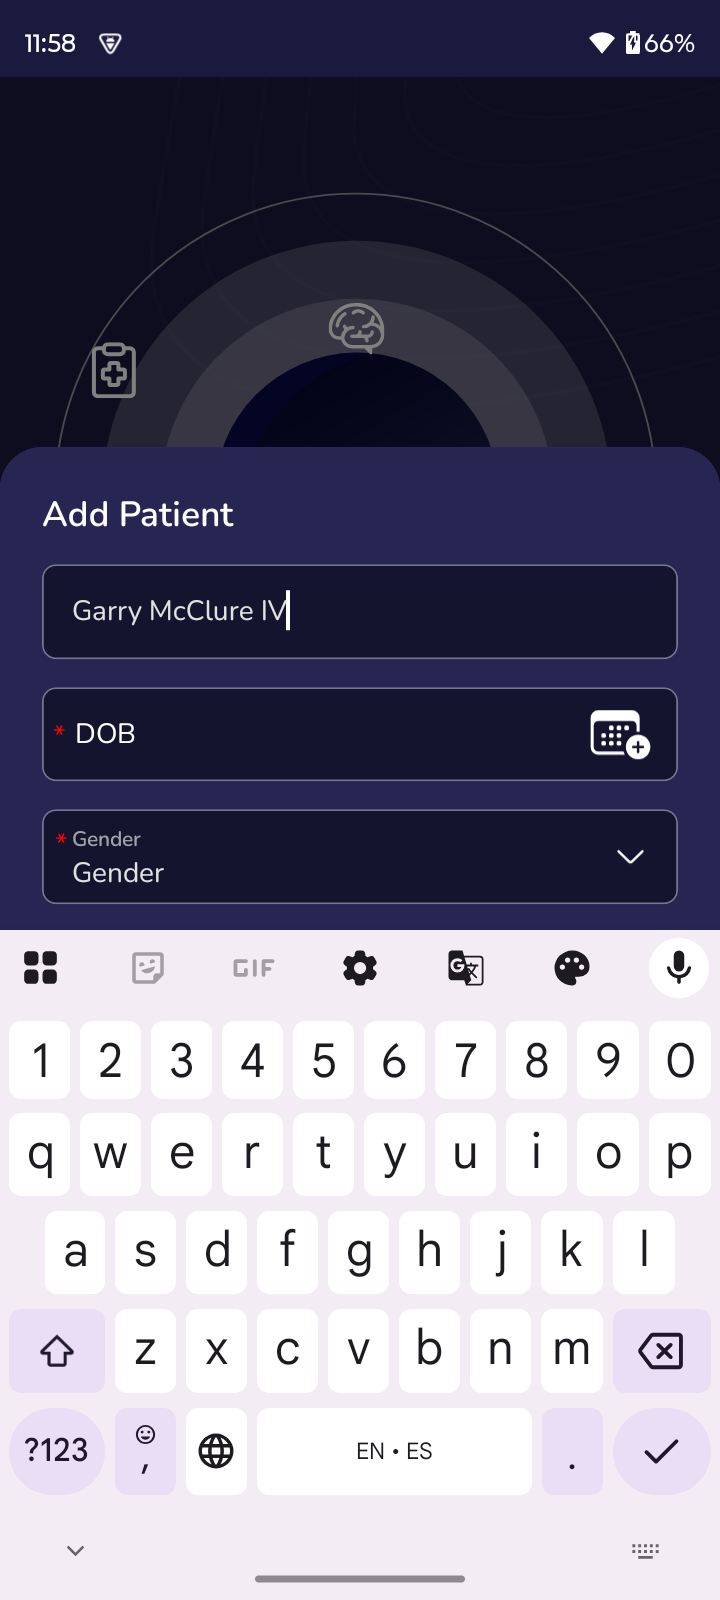 11:58
66%
Add Patient
Garry McClure IV
* DOB
* Gender
Gender
GIF
G 文
1 2 3 4 5 6 7 8 9 0
q w e r t y u i o p
a s d f g h j k l
z x c v b n m
?123 , EN • ES .